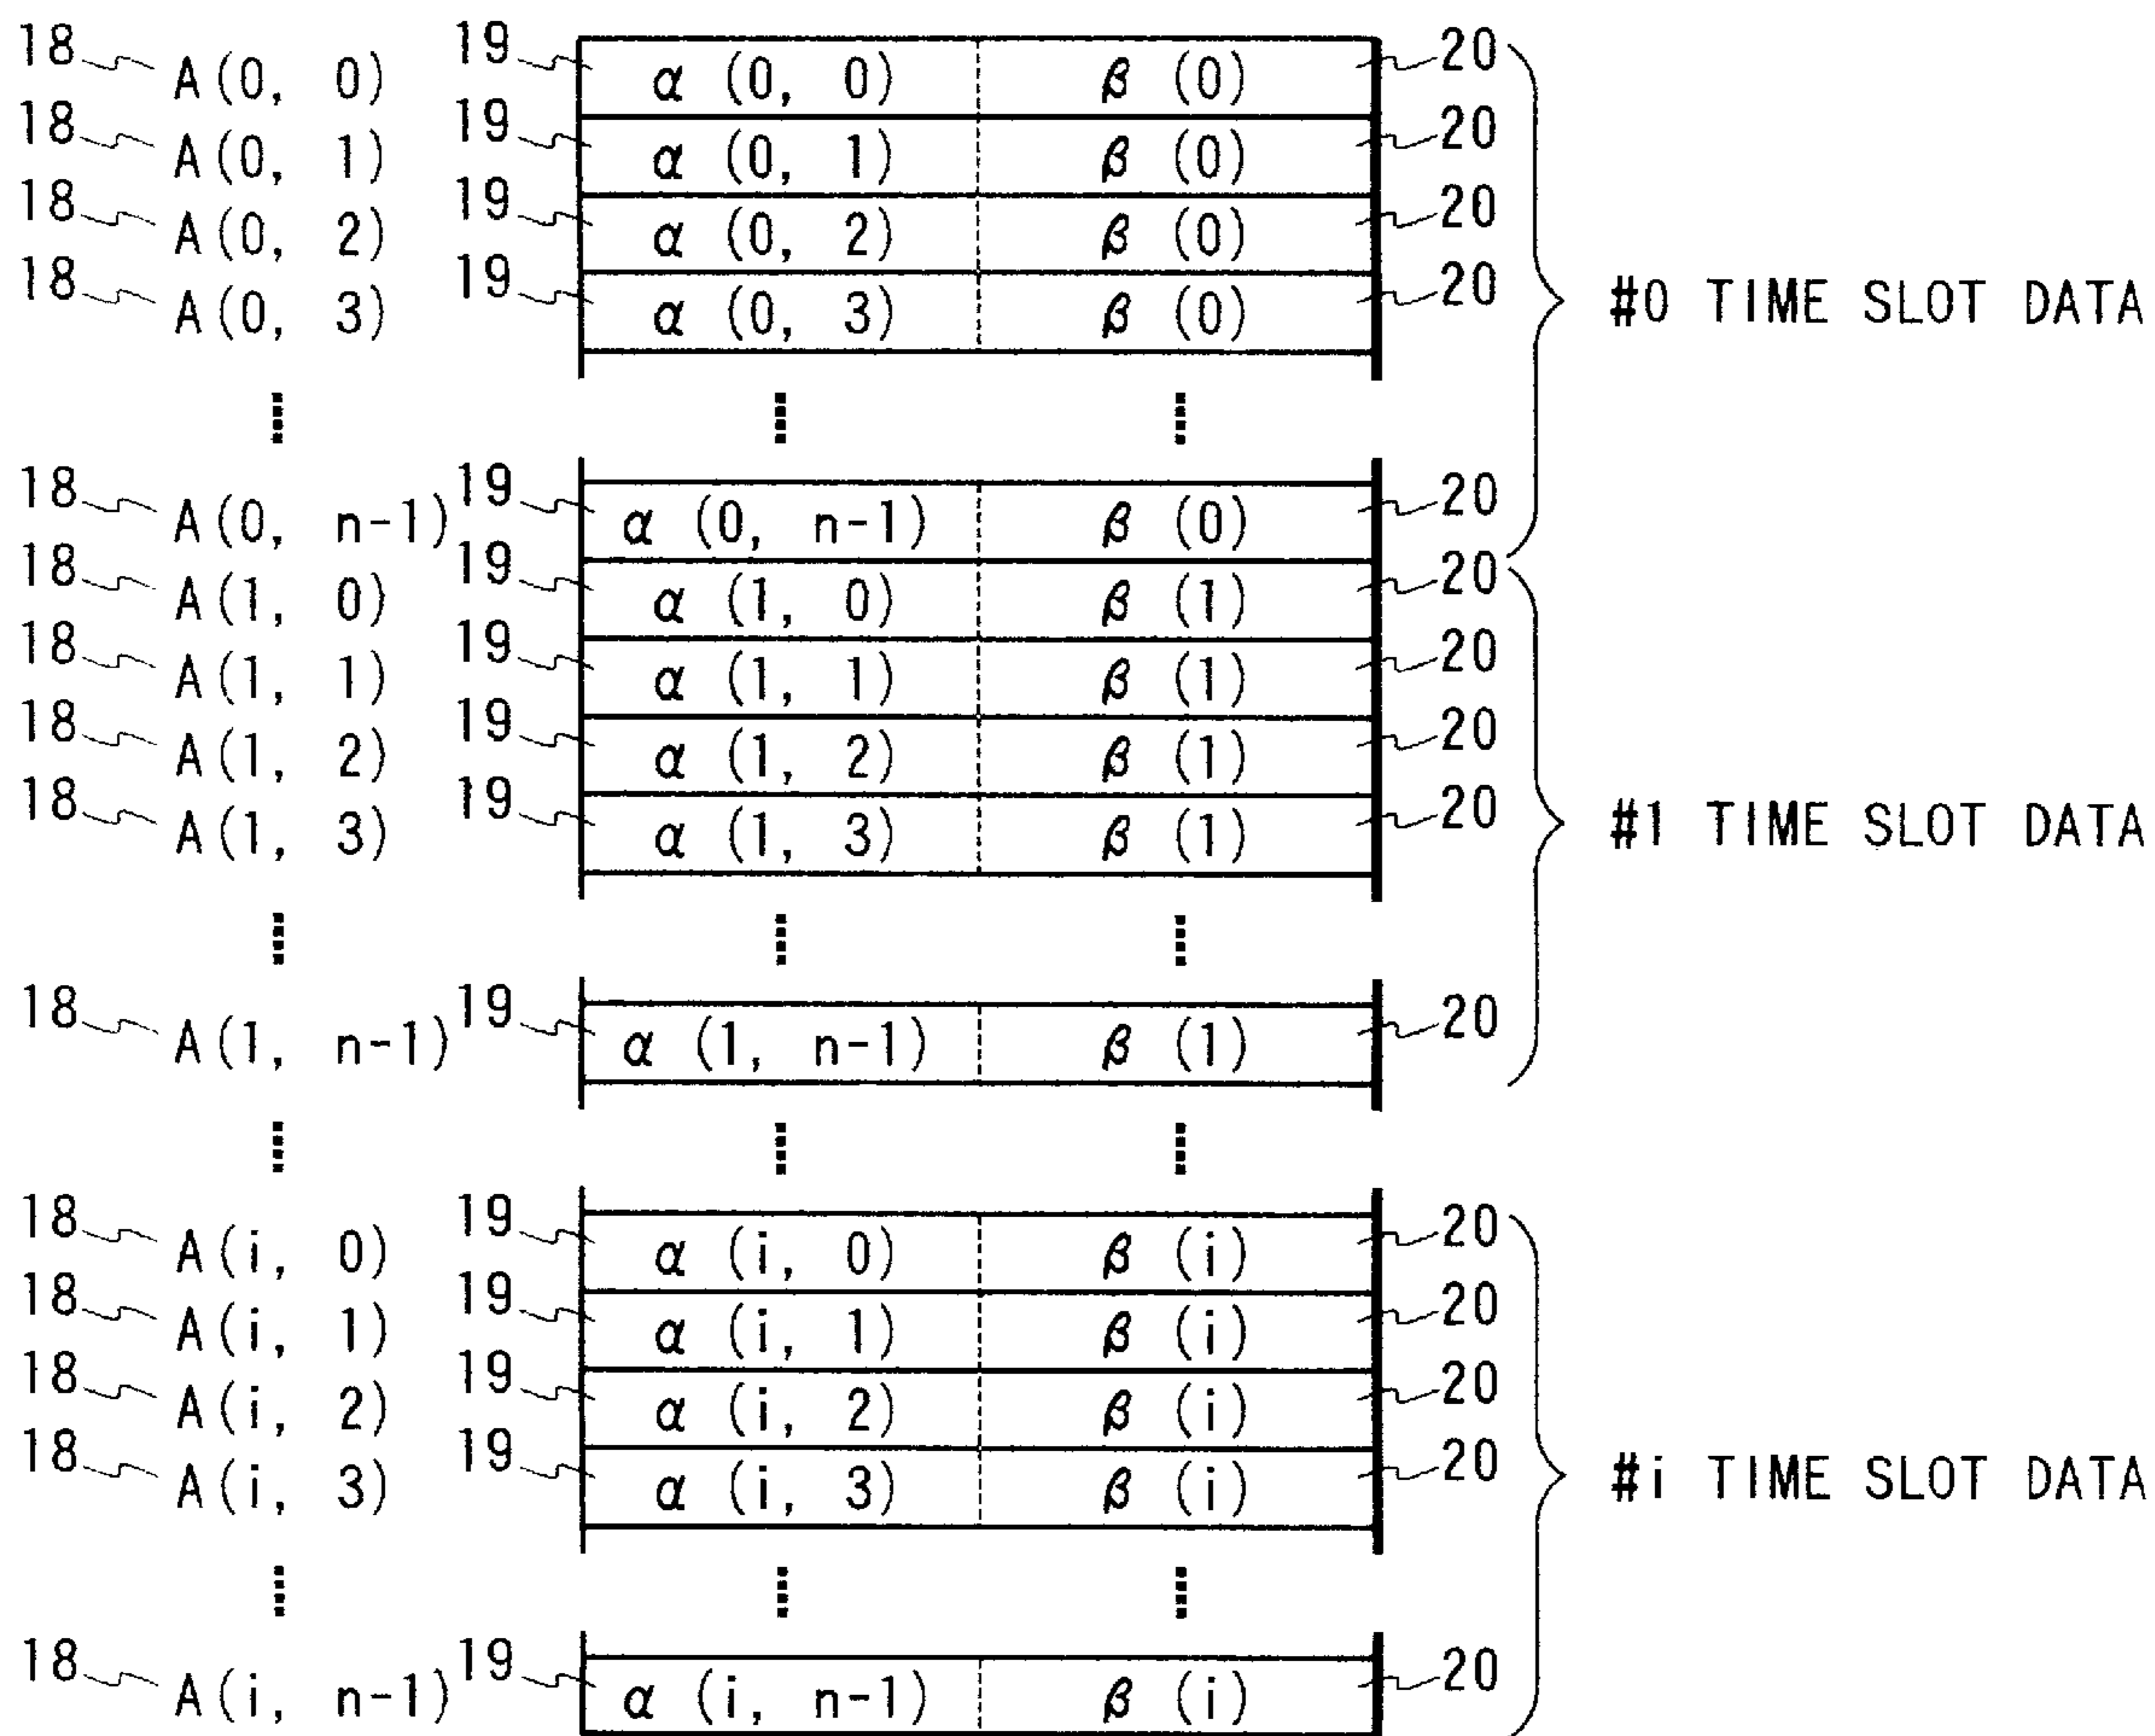 18 A(0, 0) 19 α (0, 0) β (0) 20
18 A(0, 1) 19 α (0, 1) β (0) 20
18 A(0, 2) 19 α (0, 2) β (0) 20
18 A(0, 3) 19 α (0, 3) β (0) 20
#0 TIME SLOT DATA
18 A(0, n-1) 19 α (0, n-1) β (0) 20
18 A(1, 0) 19 α (1, 0) β (1) 20
18 A(1, 1) 19 α (1, 1) β (1) 20
18 A(1, 2) 19 α (1, 2) β (1) 20
18 A(1, 3) 19 α (1, 3) β (1) 20
#1 TIME SLOT DATA
18 A(1, n-1) 19 α (1, n-1) β (1) 20
18 A(i, 0) 19 α (i, 0) β (i) 20
18 A(i, 1) 19 α (i, 1) β (i) 20
18 A(i, 2) 19 α (i, 2) β (i) 20
18 A(i, 3) 19 α (i, 3) β (i) 20
#i TIME SLOT DATA
18 A(i, n-1) 19 α (i, n-1) β (i) 20